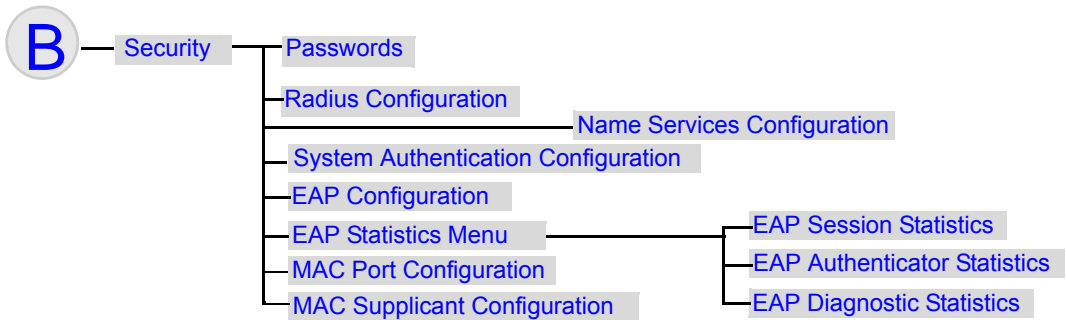 B
Security
Passwords
Radius Configuration
Name Services Configuration
System Authentication Configuration
EAP Configuration
EAP Statistics Menu
EAP Session Statistics
EAP Authenticator Statistics
EAP Diagnostic Statistics
MAC Port Configuration
MAC Supplicant Configuration